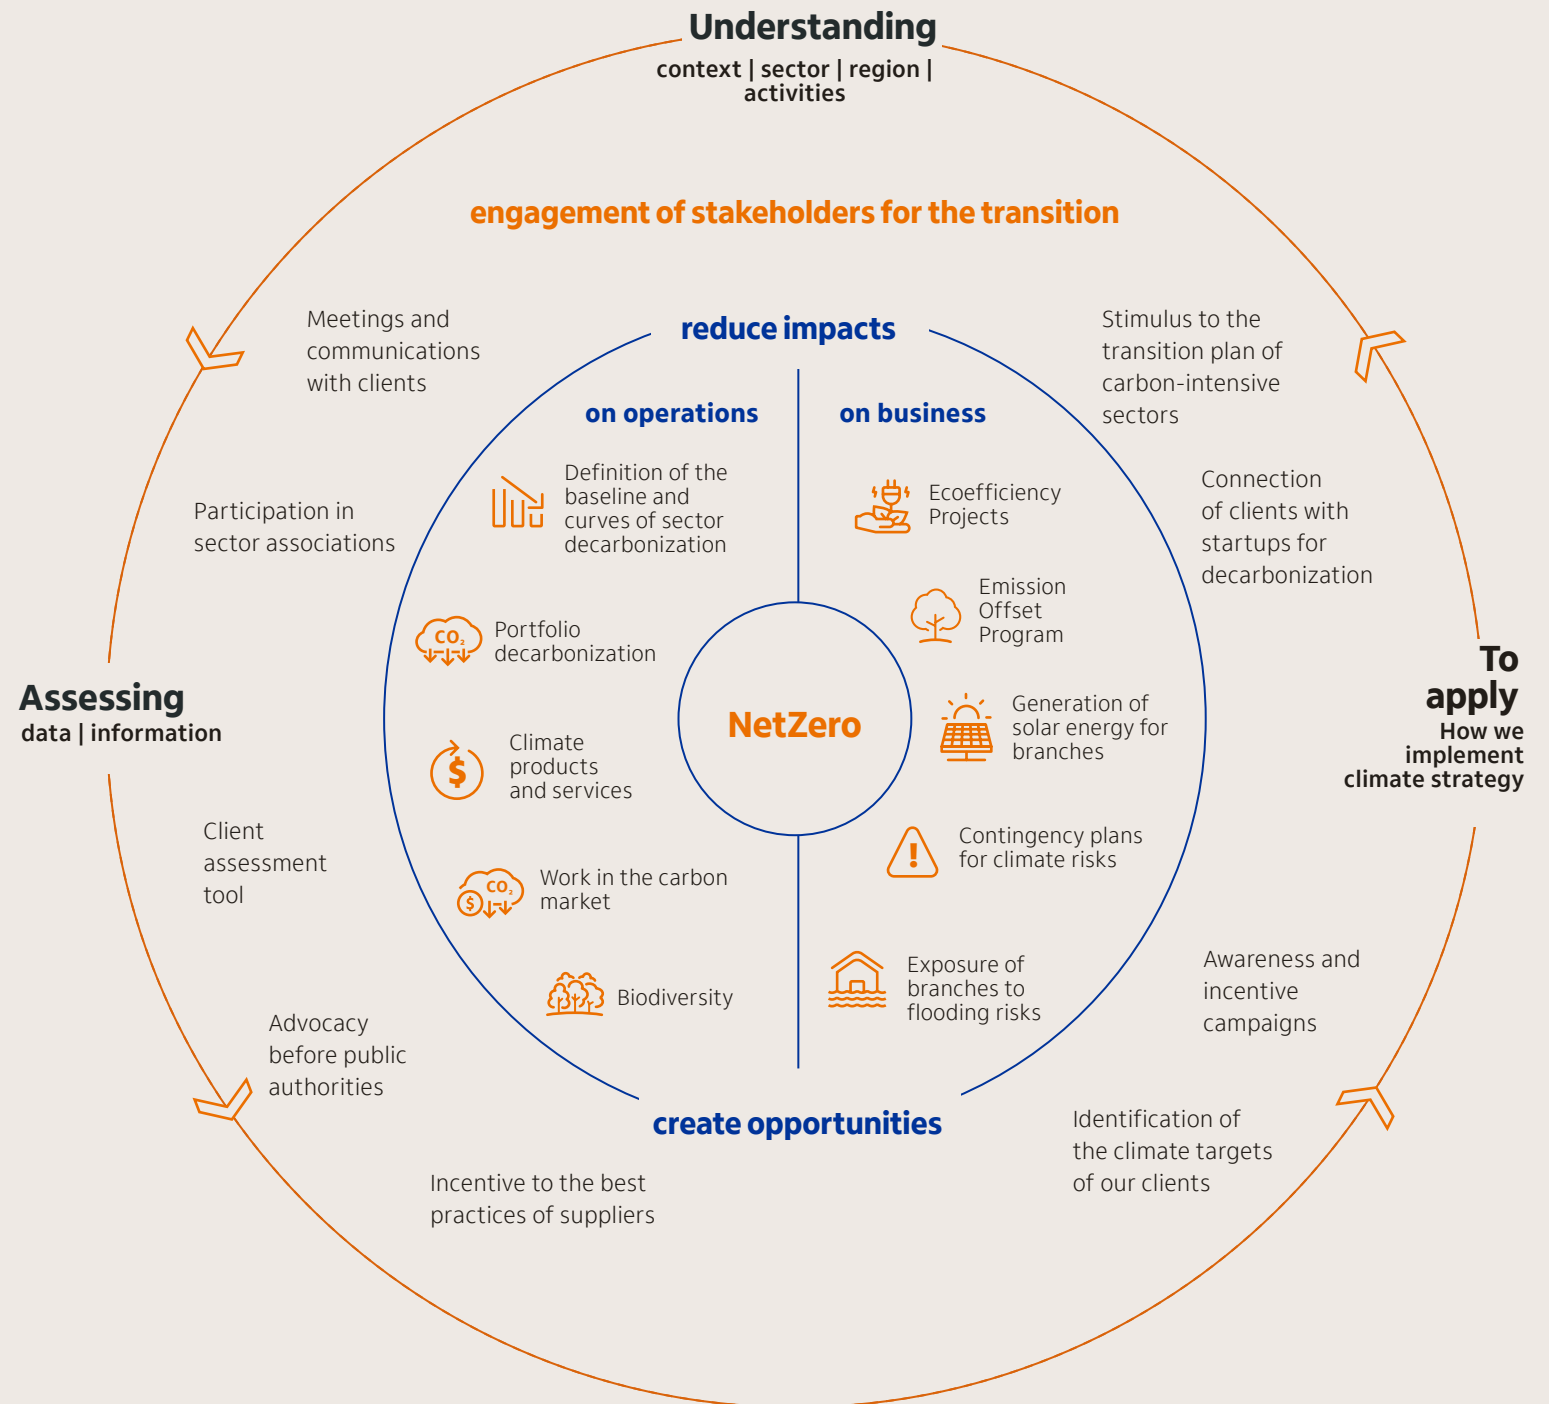 Understanding
context | sector | region |
activities
engagement of stakeholders for the transition
Meetings and
communications
with clients
Participation in
sector associations
Assessing
data | information
Client
assessment
tool
Advocacy
before public
authorities
Incentive to the best
practices of suppliers
reduce impacts
on operations
Definition of the
baseline and
curves of sector
decarbonization
CO₂
Portfolio
decarbonization
$
Climate
products
and services
CO₂
$
Work in the carbon
market
Biodiversity
NetZero
on business
Ecoefficiency
Projects
Emission
Offset
Program
Generation of
solar energy for
branches
!
Contingency plans
for climate risks
Exposure of
branches to
flooding risks
create opportunities
Stimulus to the
transition plan of
carbon-intensive
sectors
Connection
of clients with
startups for
decarbonization
To
apply
How we
implement
climate strategy
Awareness and
incentive
campaigns
Identification of
the climate targets
of our clients